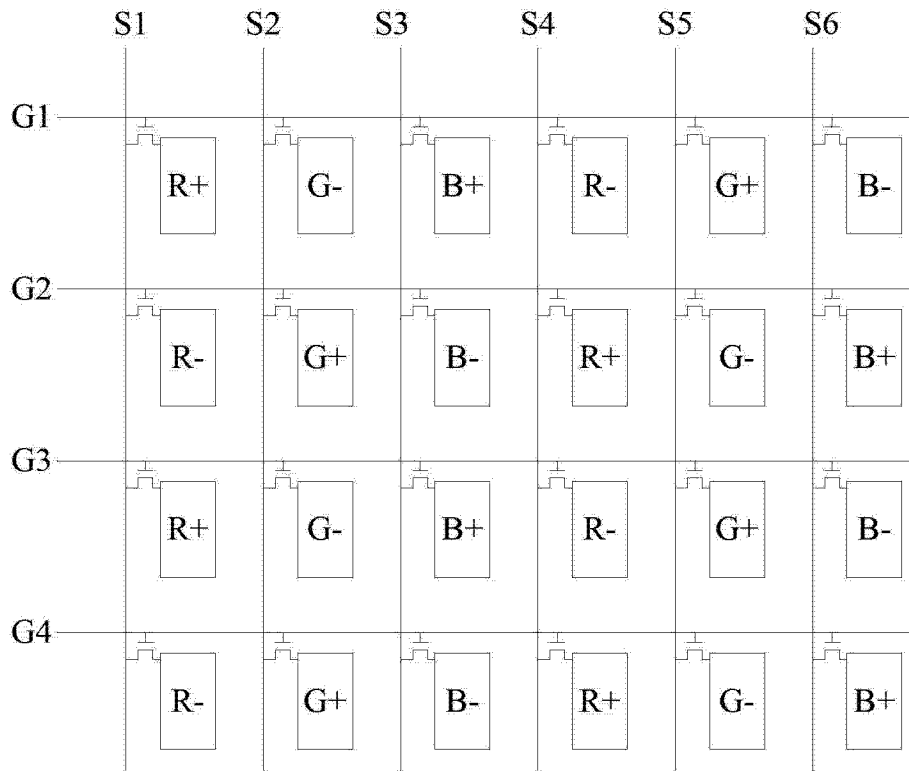 S1 S2 S3 S4 S5 S6
G1
R+ G- B+ R- G+ B-
G2
R- G+ B- R+ G- B+
G3
R+ G- B+ R- G+ B-
G4
R- G+ B- R+ G- B+